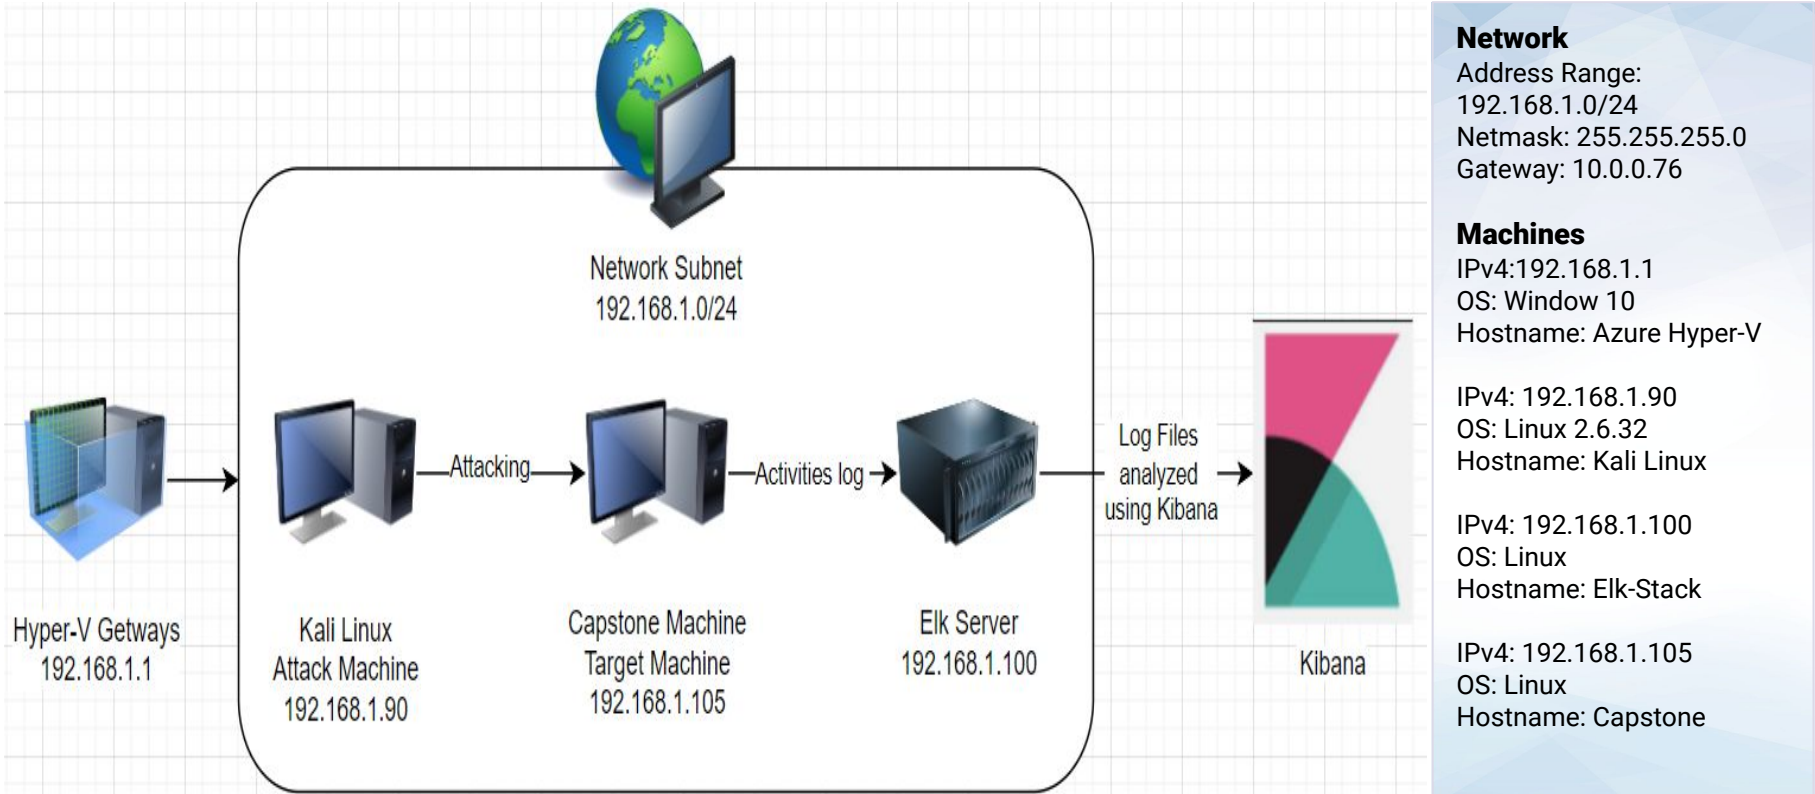 Network Subnet
192.168.1.0/24
Hyper-V Getways
192.168.1.1
Kali Linux
Attack Machine
192.168.1.90
Attacking
Capstone Machine
Target Machine
192.168.1.105
Activities log
Elk Server
192.168.1.100
Log Files
analyzed
using Kibana
Kibana
Network
Address Range:
192.168.1.0/24
Netmask: 255.255.255.0
Gateway: 10.0.0.76
Machines
IPv4:192.168.1.1
OS: Window 10
Hostname: Azure Hyper-V
IPv4: 192.168.1.90
OS: Linux 2.6.32
Hostname: Kali Linux
IPv4: 192.168.1.100
OS: Linux
Hostname: Elk-Stack
IPv4: 192.168.1.105
OS: Linux
Hostname: Capstone